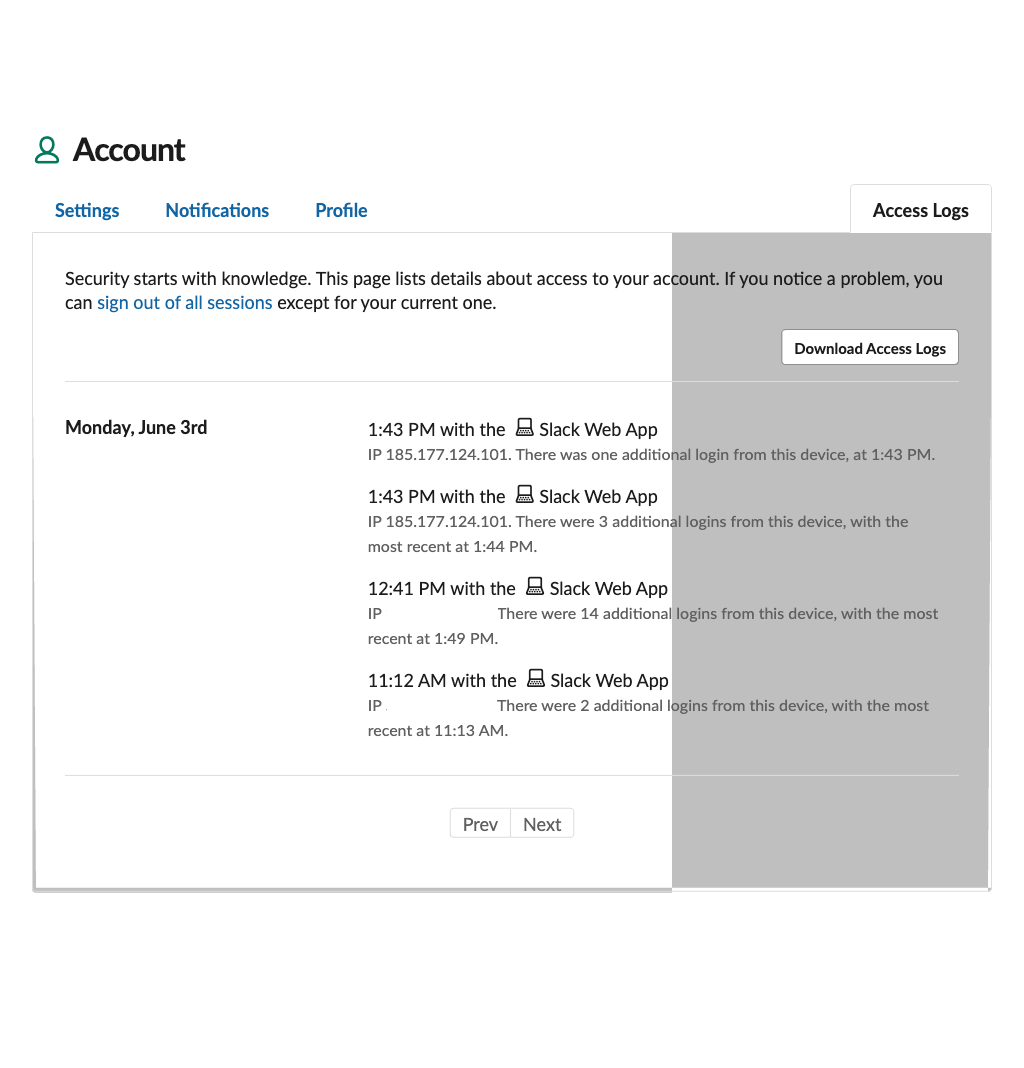 Account
Settings Notifications Profile Access Logs
Security starts with knowledge. This page lists details about access to your account. If you notice a problem, you
can sign out of all sessions except for your current one.
Download Access Logs
Monday, June 3rd
1:43 PM with the Slack Web App
IP 185.177.124.101. There was one additional login from this device, at 1:43 PM.
1:43 PM with the Slack Web App
IP 185.177.124.101. There were 3 additional logins from this device, with the
most recent at 1:44 PM.
12:41 PM with the Slack Web App
IP There were 14 additional logins from this device, with the most
recent at 1:49 PM.
11:12 AM with the Slack Web App
IP There were 2 additional logins from this device, with the most
recent at 11:13 AM.
Prev Next